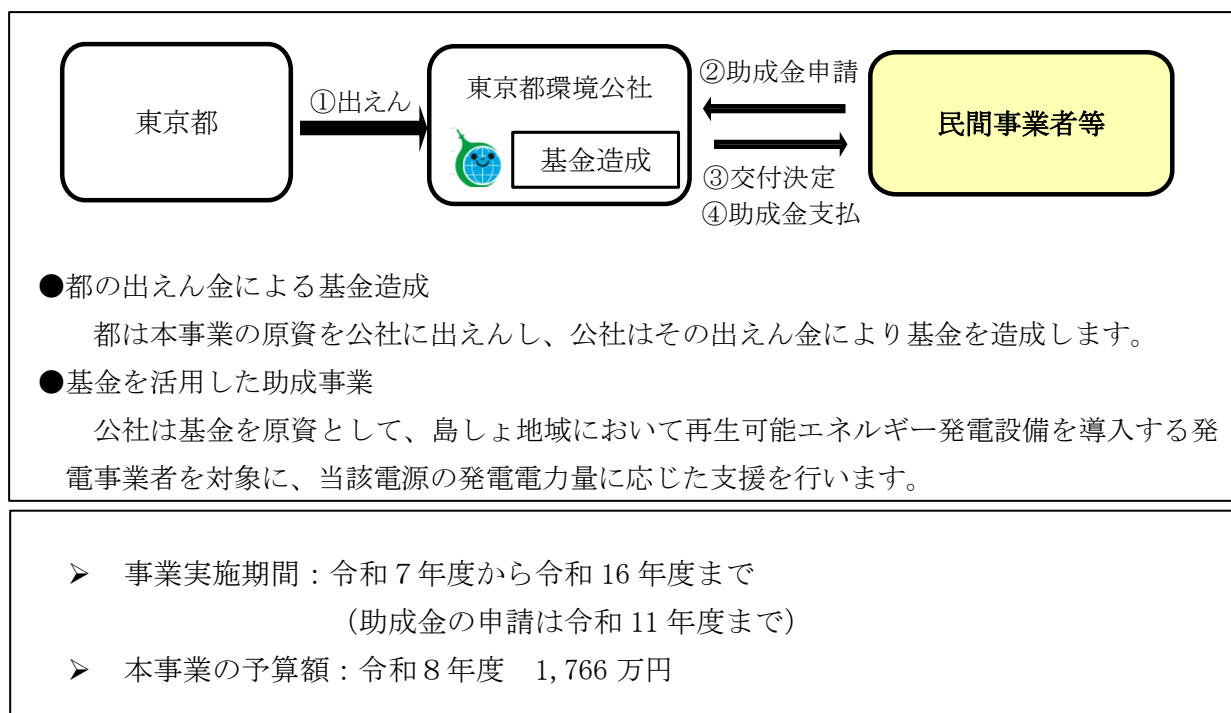 東京都
①出えん
東京都環境公社
基金造成
②助成金申請
③交付決定
④助成金支払
民間事業者等
●都の出えん金による基金造成
都は本事業の原資を公社に出えんし、公社はその出えん金により基金を造成します。
●基金を活用した助成事業
公社は基金を原資として、島しょ地域において再生可能エネルギー発電設備を導入する発
電事業者を対象に、当該電源の発電電力量に応じた支援を行います。
➢ 事業実施期間：令和７年度から令和 16 年度まで
（助成金の申請は令和 11 年度まで）
➢ 本事業の予算額：令和８年度　1,766 万円